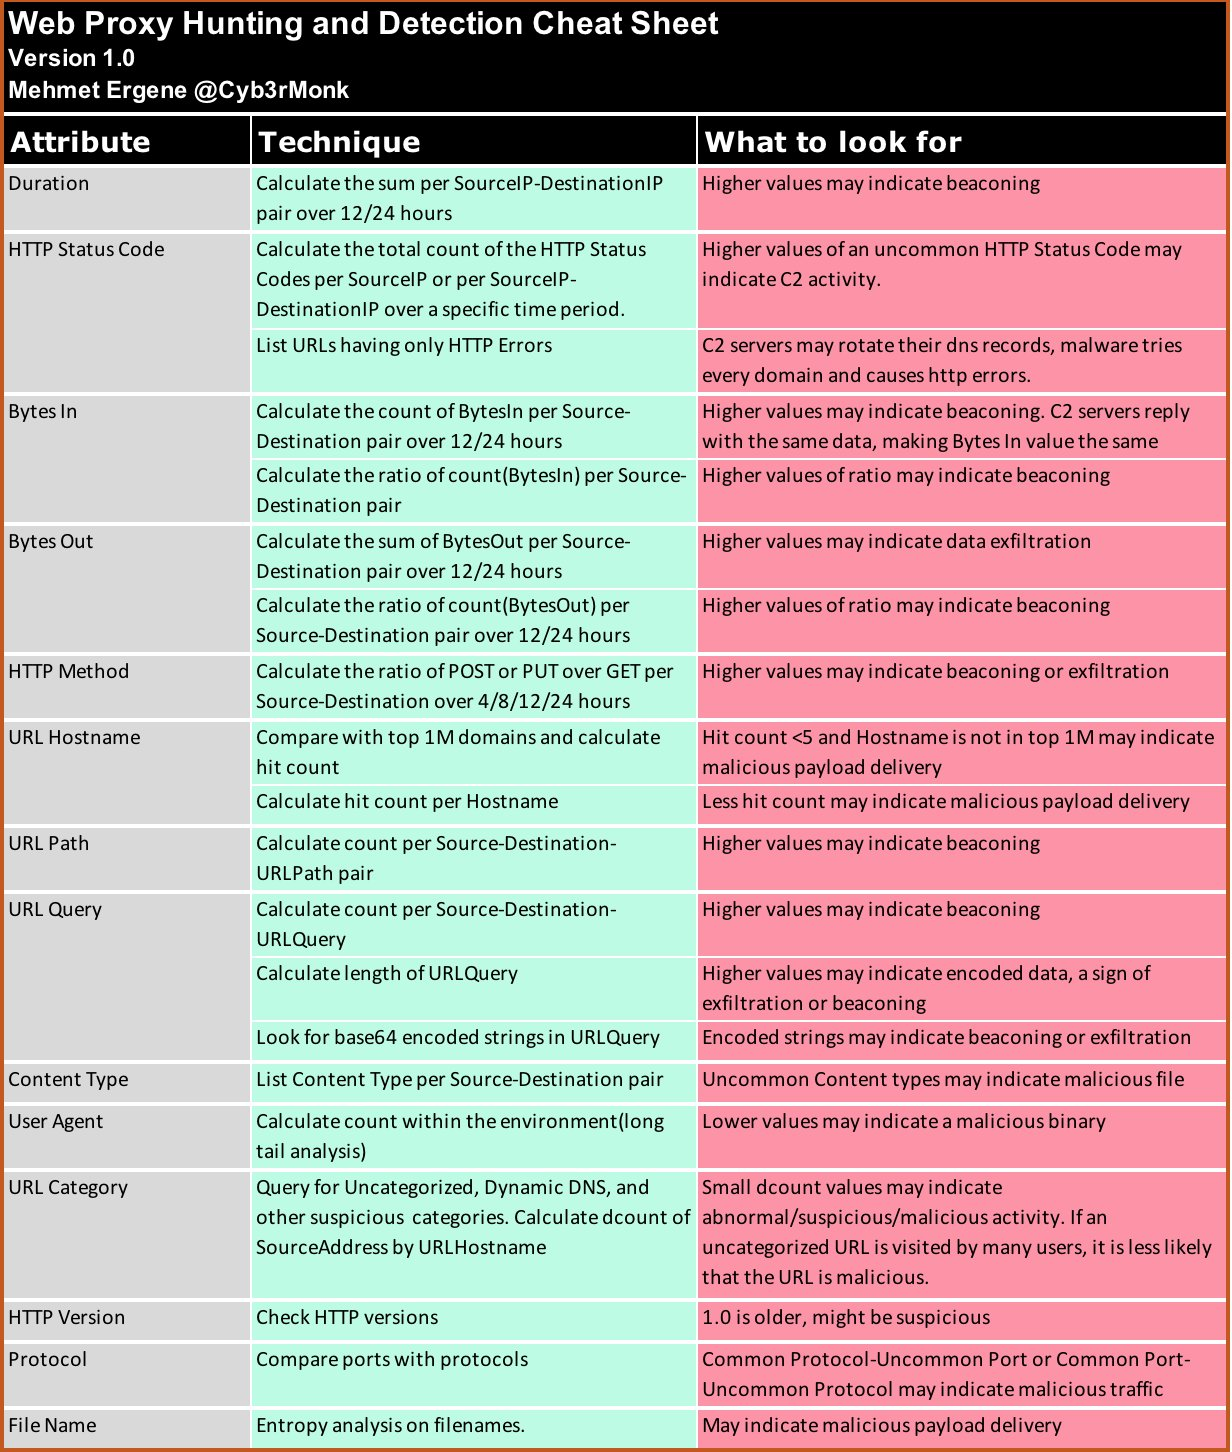 Web Proxy Hunting and Detection Cheat Sheet
Version 1.0
Mehmet Ergene @Cyb3rMonk
Attribute
Technique
What to look for
Duration
Calculate the sum per SourceIP-DestinationIP
pair over 12/24 hours
Higher values may indicate beaconing
HTTP Status Code
Calculate the total count of the HTTP Status
Codes per SourceIP or per SourceIP-
DestinationIP over a specific time period.
Higher values of an uncommon HTTP Status Code may
indicate C2 activity.
List URLs having only HTTP Errors
C2 servers may rotate their dns records, malware tries
every domain and causes http errors.
Bytes In
Calculate the count of BytesIn per Source-
Destination pair over 12/24 hours
Higher values may indicate beaconing. C2 servers reply
with the same data, making Bytes In value the same
Calculate the ratio of count(BytesIn) per Source-
Destination pair
Higher values of ratio may indicate beaconing
Bytes Out
Calculate the sum of BytesOut per Source-
Destination pair over 12/24 hours
Higher values may indicate data exfiltration
Calculate the ratio of count(BytesOut) per
Source-Destination pair over 12/24 hours
Higher values of ratio may indicate beaconing
HTTP Method
Calculate the ratio of POST or PUT over GET per
Source-Destination over 4/8/12/24 hours
Higher values may indicate beaconing or exfiltration
URL Hostname
Compare with top 1M domains and calculate
hit count
Hit count <5 and Hostname is not in top 1M may indicate
malicious payload delivery
Calculate hit count per Hostname
Less hit count may indicate malicious payload delivery
URL Path
Calculate count per Source-Destination-
URLPath pair
Higher values may indicate beaconing
URL Query
Calculate count per Source-Destination-
URLQuery
Higher values may indicate beaconing
Calculate length of URLQuery
Higher values may indicate encoded data, a sign of
exfiltration or beaconing
Look for base64 encoded strings in URLQuery
Encoded strings may indicate beaconing or exfiltration
Content Type
List Content Type per Source-Destination pair
Uncommon Content types may indicate malicious file
User Agent
Calculate count within the environment(long
tail analysis)
Lower values may indicate a malicious binary
URL Category
Query for Uncategorized, Dynamic DNS, and
other suspicious categories. Calculate dcount of
SourceAddress by URLHostname
Small dcount values may indicate
abnormal/suspicious/malicious activity. If an
uncategorized URL is visited by many users, it is less likely
that the URL is malicious.
HTTP Version
Check HTTP versions
1.0 is older, might be suspicious
Protocol
Compare ports with protocols
Common Protocol-Uncommon Port or Common Port-
Uncommon Protocol may indicate malicious traffic
File Name
Entropy analysis on filenames.
May indicate malicious payload delivery